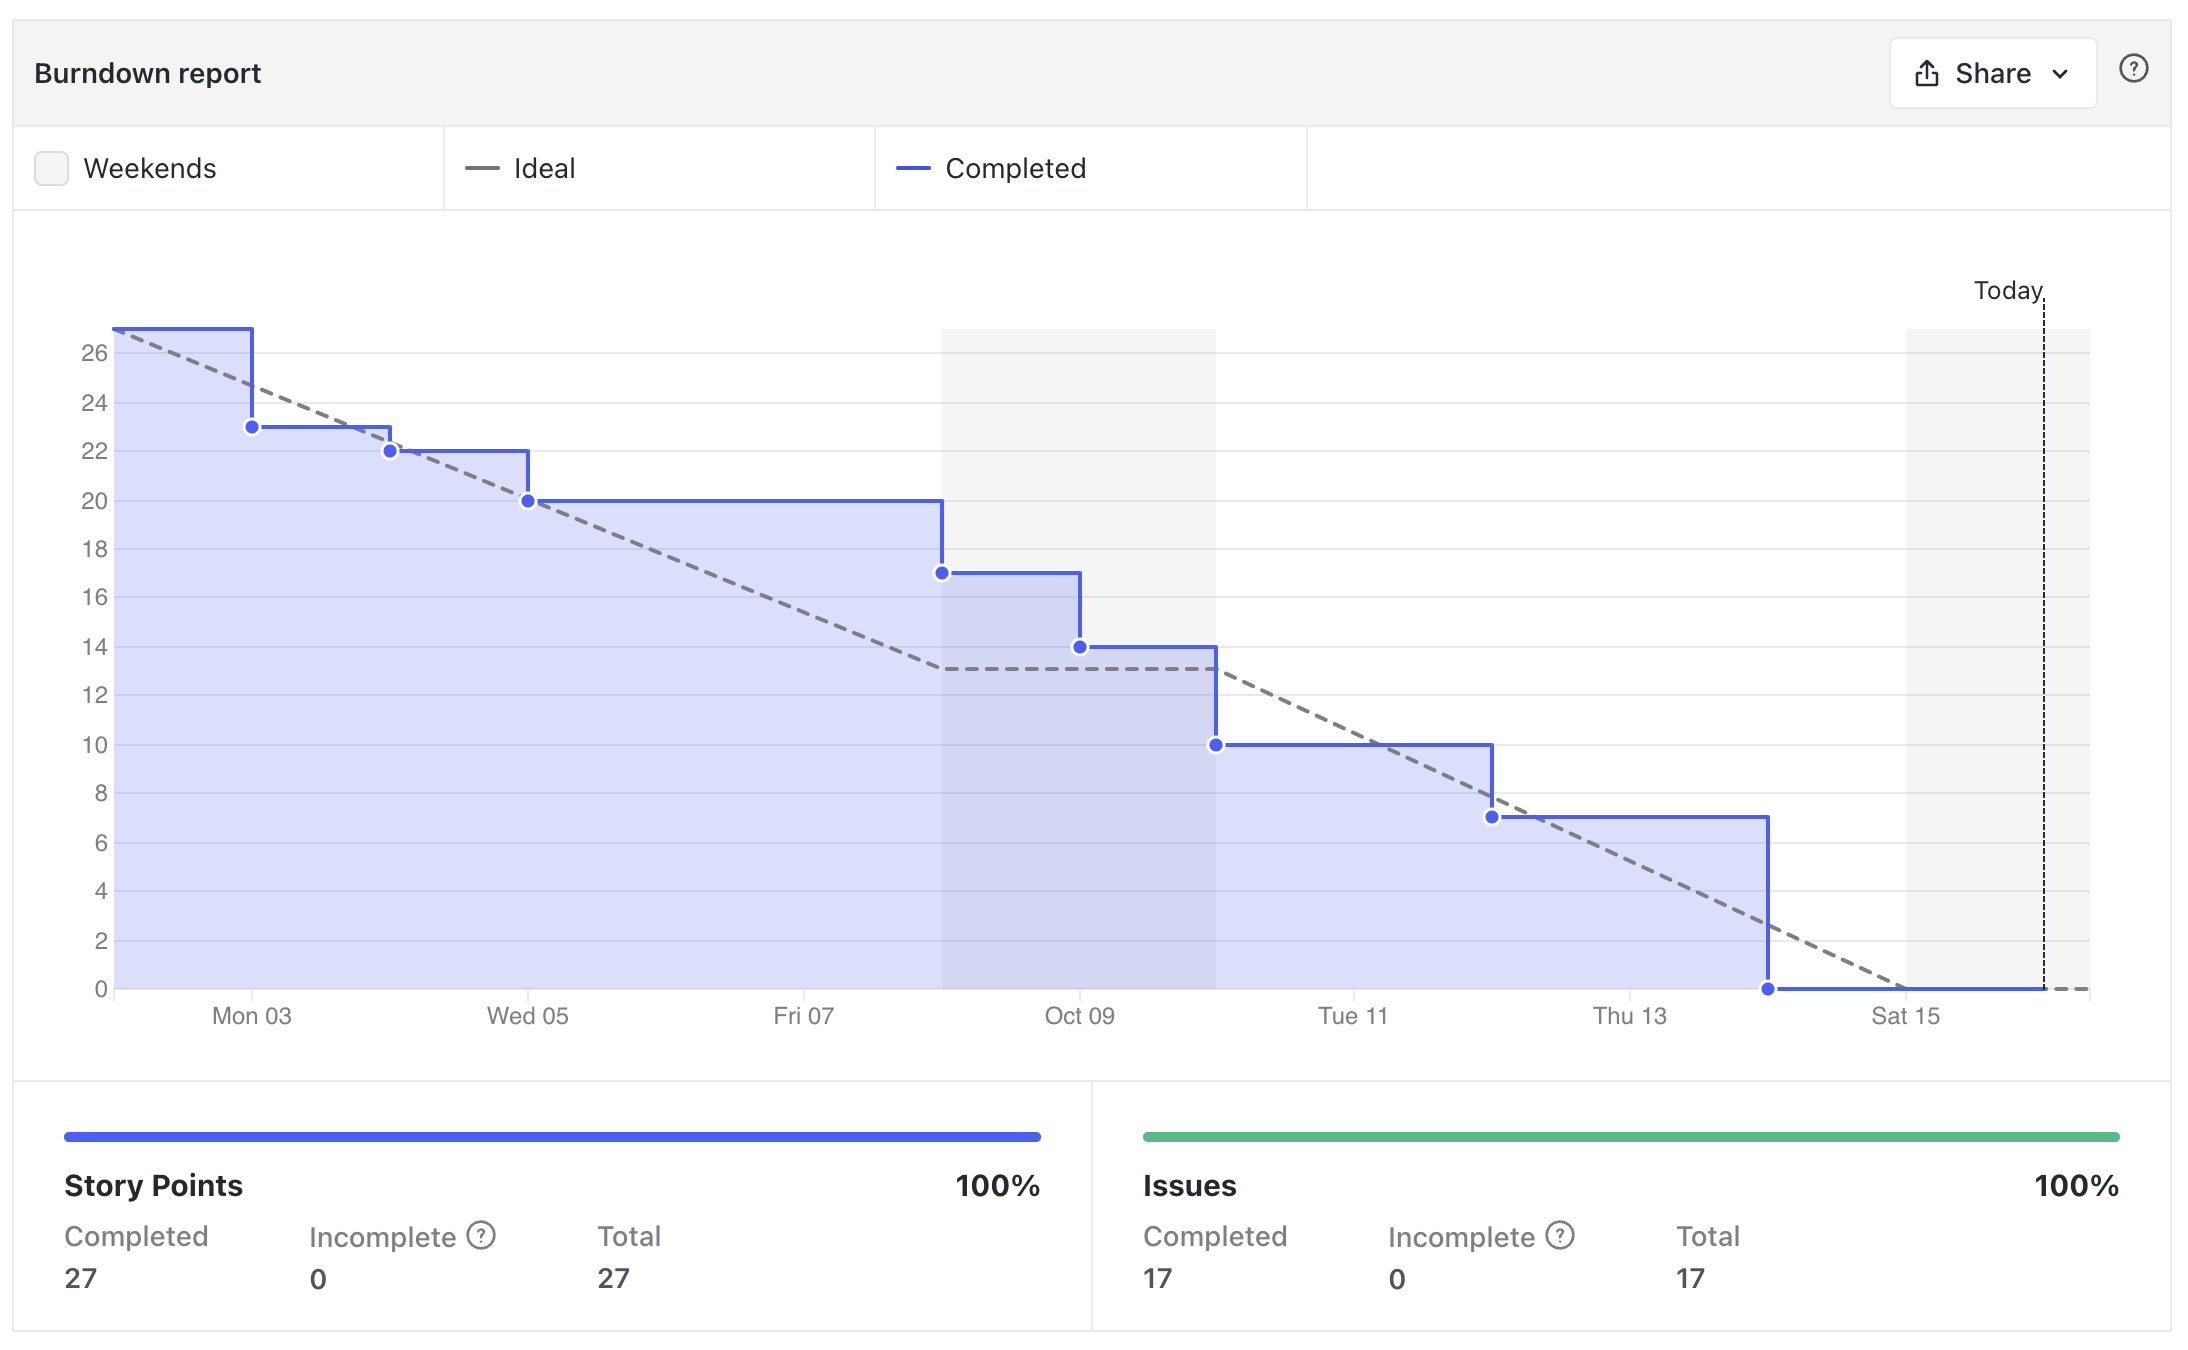 Burndown report
Share
Weekends
Ideal
Completed
Today
26
24
22
20
18
16
14
12
10
8
6
4
2
0
Mon 03 Wed 05 Fri 07 Oct 09 Tue 11 Thu 13 Sat 15
Story Points 100%
Completed Incomplete ? Total
27 0 27
Issues 100%
Completed Incomplete ? Total
17 0 17